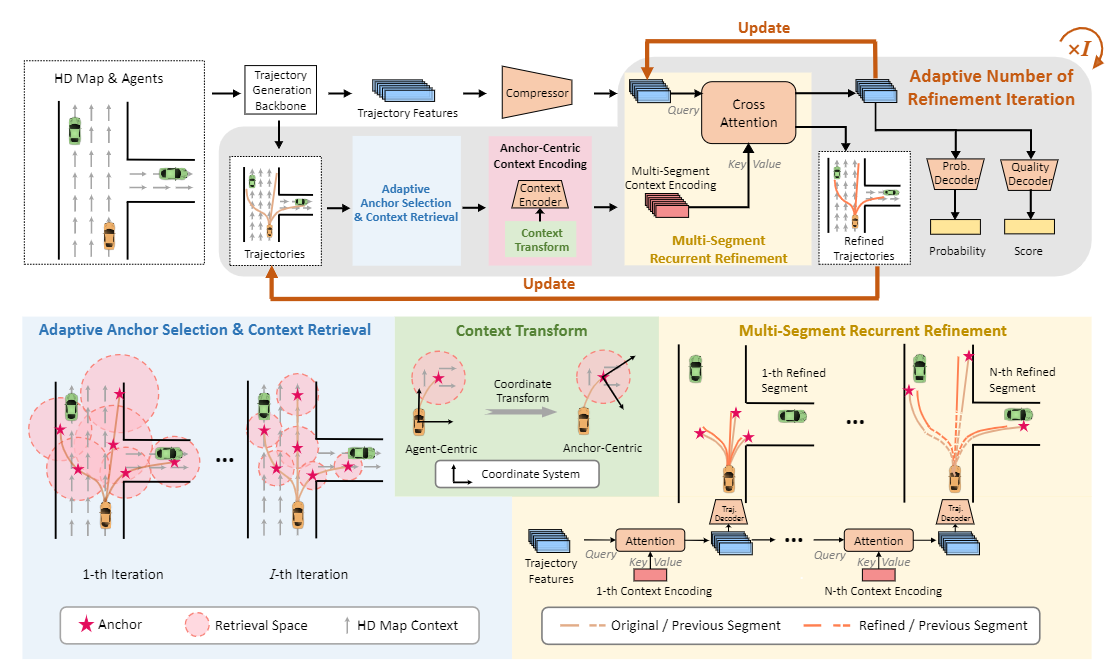 Update
×I
HD Map & Agents
Trajectory
Generation
Backbone
Trajectory Features
Compressor
Query
Cross
Attention
Adaptive Number of
Refinement Iteration
Key Value
Anchor-Centric
Context Encoding
Context
Encoder
Context
Transform
Adaptive
Anchor Selection
& Context Retrieval
Multi-Segment
Context Encoding
Multi-Segment
Recurrent Refinement
Prob.
Decoder
Quality
Decoder
Trajectories
Refined
Trajectories
Probability
Score
Update
Adaptive Anchor Selection & Context Retrieval
1-th Iteration
I-th Iteration
Anchor
Retrieval Space
HD Map Context
Context Transform
Coordinate
Transform
Agent-Centric
Anchor-Centric
Coordinate System
Multi-Segment Recurrent Refinement
1-th Refined
Segment
N-th Refined
Segment
Traj.
Decoder
Traj.
Decoder
Trajectory
Features
Query
Attention
Key Value
1-th Context Encoding
Query
Attention
Key Value
N-th Context Encoding
Original / Previous Segment
Refined / Previous Segment